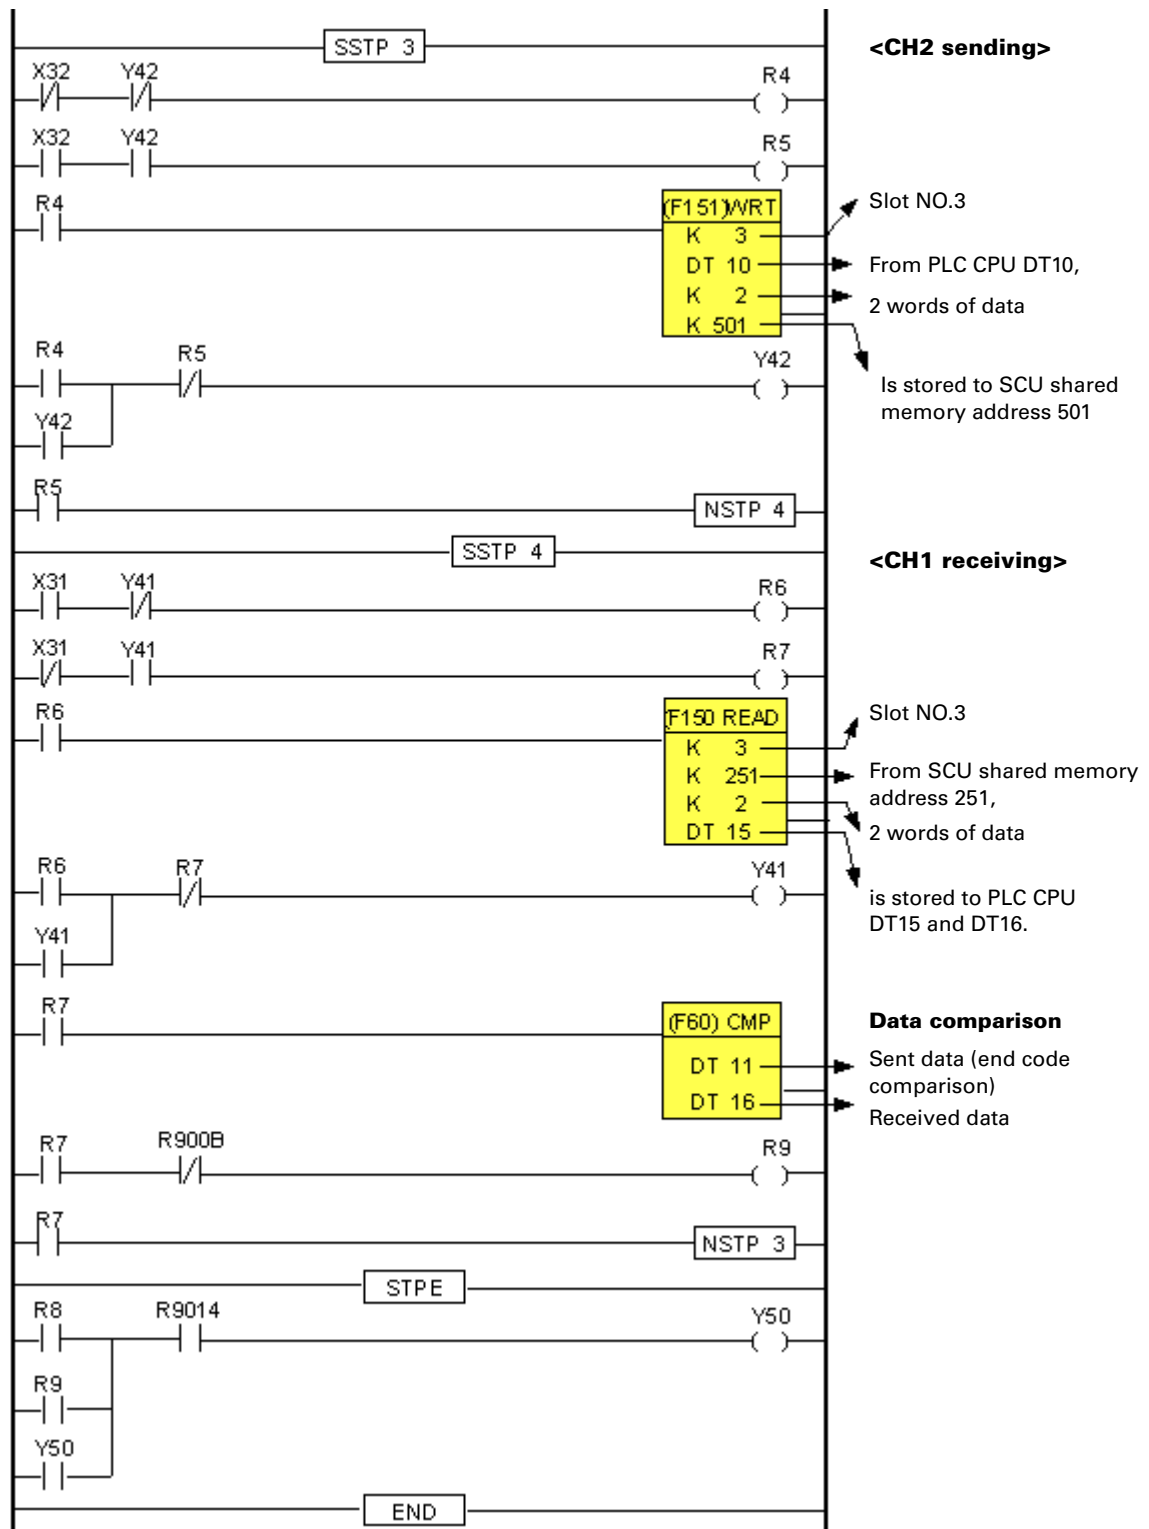 SSTP 3
<CH2 sending>
X32 Y42 R4
X32 Y42 R5
R4
(F151)WRT
K 3
Slot NO.3
DT 10
From PLC CPU DT10,
K 2
2 words of data
K 501
Is stored to SCU shared
memory address 501
R4 R5 Y42
Y42
R5
NSTP 4
SSTP 4
<CH1 receiving>
X31 Y41 R6
X31 Y41 R7
R6
(F150 READ
K 3
Slot NO.3
K 251
From SCU shared memory
address 251,
K 2
2 words of data
DT 15
is stored to PLC CPU
DT15 and DT16.
R6 R7 Y41
Y41
R7
(F60) CMP
Data comparison
DT 11
Sent data (end code
comparison)
DT 16
Received data
R7 R900B R9
R7
NSTP 3
STPE
R8 R9014 Y50
R9
Y50
END